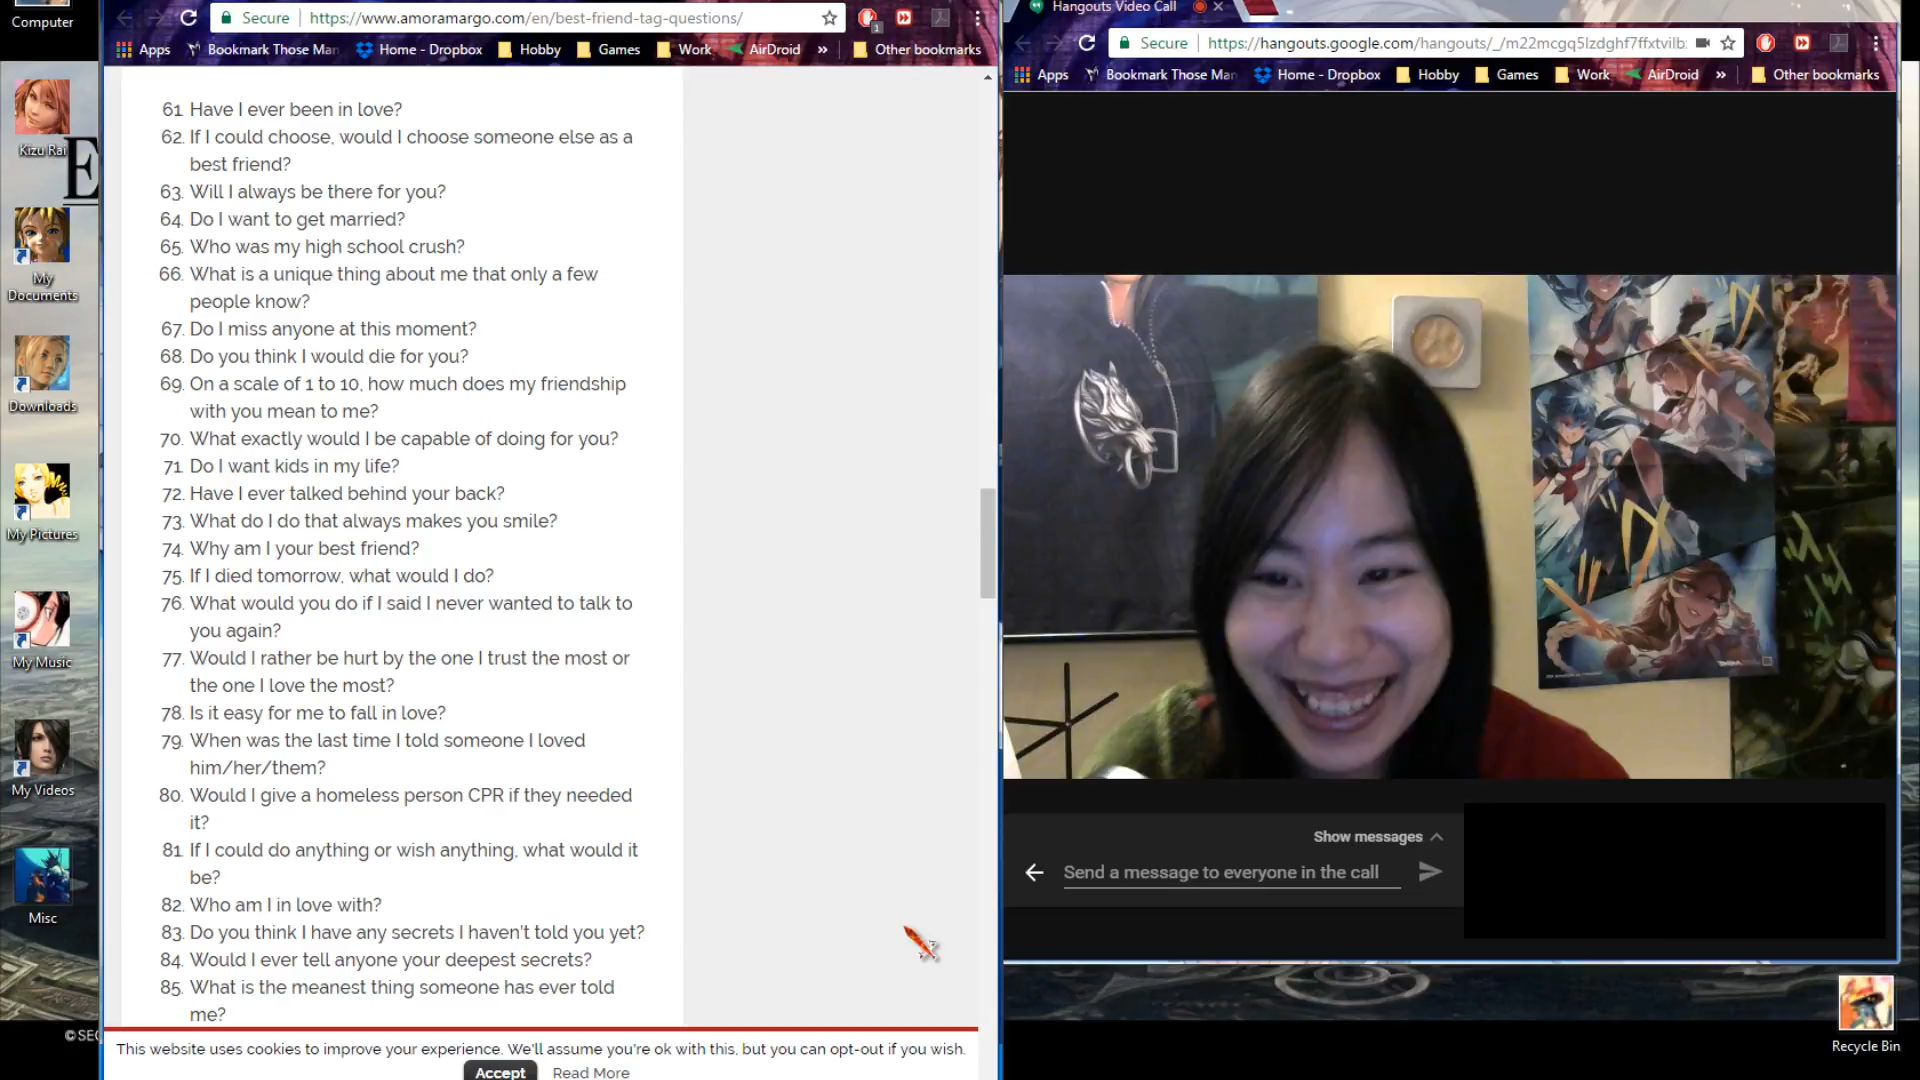 Computer
Secure
https://www.amoramargo.com/en/best-friend-tag-questions/
1
Apps
Bookmark Those Man
Home - Dropbox
Hobby
Games
Work
AirDroid
»
Other bookmarks
Kizu Rai
E
My
Documents
Downloads
My Pictures
My Music
My Videos
Misc
61. Have I ever been in love?
62. If I could choose, would I choose someone else as a
best friend?
63. Will I always be there for you?
64. Do I want to get married?
65. Who was my high school crush?
66. What is a unique thing about me that only a few
people know?
67. Do I miss anyone at this moment?
68. Do you think I would die for you?
69. On a scale of 1 to 10, how much does my friendship
with you mean to me?
70. What exactly would I be capable of doing for you?
71. Do I want kids in my life?
72. Have I ever talked behind your back?
73. What do I do that always makes you smile?
74. Why am I your best friend?
75. If I died tomorrow, what would I do?
76. What would you do if I said I never wanted to talk to
you again?
77. Would I rather be hurt by the one I trust the most or
the one I love the most?
78. Is it easy for me to fall in love?
79. When was the last time I told someone I loved
him/her/them?
80. Would I give a homeless person CPR if they needed
it?
81. If I could do anything or wish anything, what would it
be?
82. Who am I in love with?
83. Do you think I have any secrets I haven't told you yet?
84. Would I ever tell anyone your deepest secrets?
85. What is the meanest thing someone has ever told
me?
©
This website uses cookies to improve your experience. We'll assume you're ok with this, but you can opt-out if you wish.
Accept
Read More
Hangouts Video Call
Secure
https://hangouts.google.com/hangouts/_/m22mcgq5lzdghf7ffxtvilb
Apps
Bookmark Those Man
Home - Dropbox
Hobby
Games
Work
AirDroid
»
Other bookmarks
Show messages
Send a message to everyone in the call
Recycle Bin